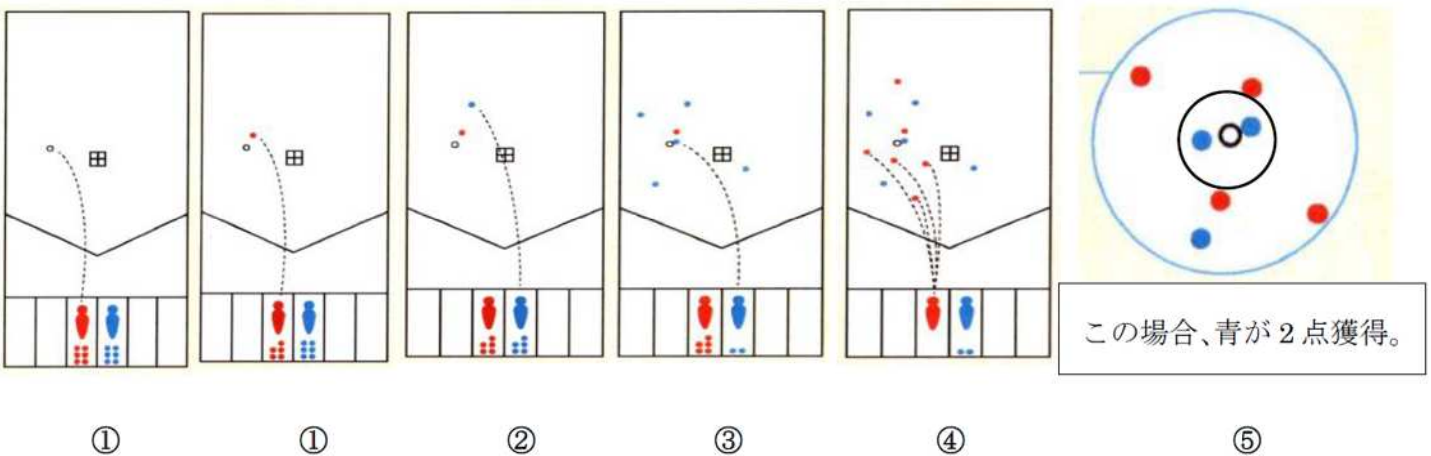 この場合、青が 2 点獲得。
① ① ② ③ ④ ⑤